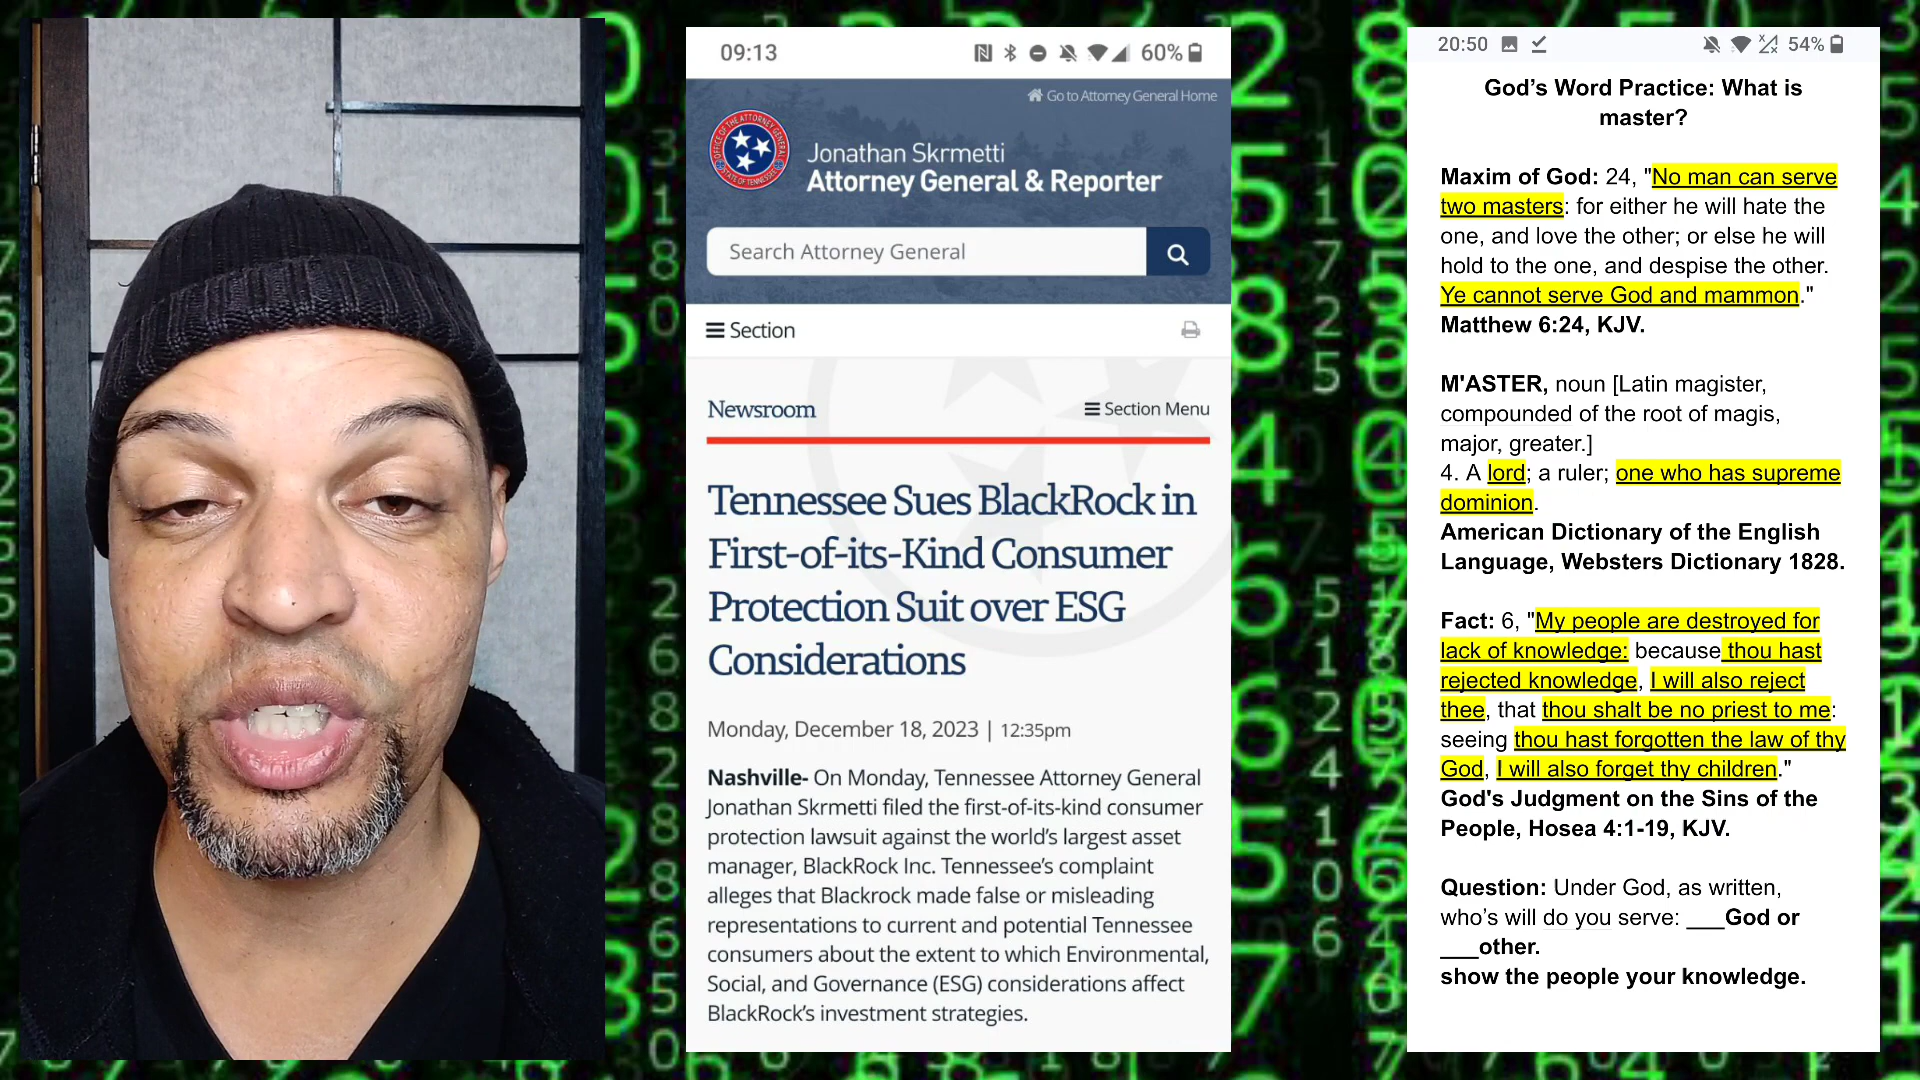 09:13
60%
Go to Attorney General Home
OFFICE OF THE ATTORNEY GENERAL
STATE OF TENNESSEE
Jonathan Skrmetti
Attorney General & Reporter
Search Attorney General
Section
Newsroom
Section Menu
Tennessee Sues BlackRock in
First-of-its-Kind Consumer
Protection Suit over ESG
Considerations
Monday, December 18, 2023 | 12:35pm
Nashville- On Monday, Tennessee Attorney General
Jonathan Skrmetti filed the first-of-its-kind consumer
protection lawsuit against the world's largest asset
manager, BlackRock Inc. Tennessee's complaint
alleges that Blackrock made false or misleading
representations to current and potential Tennessee
consumers about the extent to which Environmental,
Social, and Governance (ESG) considerations affect
BlackRock's investment strategies.
20:50
54%
God's Word Practice: What is
master?
Maxim of God: 24, "No man can serve
two masters: for either he will hate the
one, and love the other; or else he will
hold to the one, and despise the other.
Ye cannot serve God and mammon."
Matthew 6:24, KJV.
M'ASTER, noun [Latin magister,
compounded of the root of magis,
major, greater.]
4. A lord; a ruler; one who has supreme
dominion.
American Dictionary of the English
Language, Websters Dictionary 1828.
Fact: 6, "My people are destroyed for
lack of knowledge: because thou hast
rejected knowledge, I will also reject
thee, that thou shalt be no priest to me:
seeing thou hast forgotten the law of thy
God, I will also forget thy children."
God's Judgment on the Sins of the
People, Hosea 4:1-19, KJV.
Question: Under God, as written,
who's will do you serve: ___God or
___other.
show the people your knowledge.